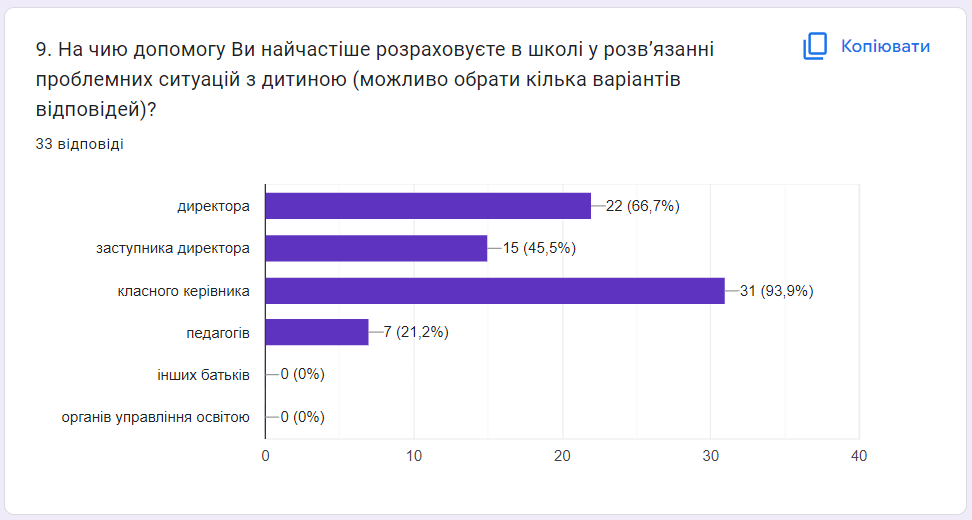 9. На чию допомогу Ви найчастіше розраховуєте в школі у розв’язанні
проблемних ситуацій з дитиною (можливо обрати кілька варіантів
відповідей)?
Копіювати
33 відповіді
директора
22 (66,7%)
заступника директора
15 (45,5%)
класного керівника
31 (93,9%)
педагогів
7 (21,2%)
інших батьків
0 (0%)
органів управління освітою
0 (0%)
0 10 20 30 40